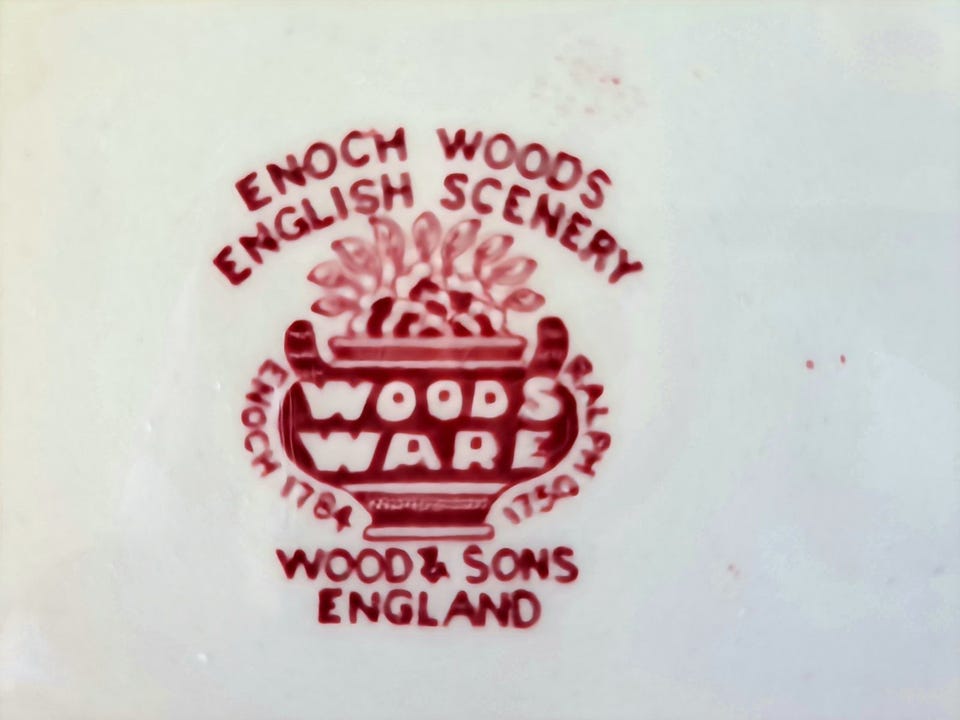 ENOCH WOODS
ENGLISH SCENERY
WOODS
WARE
ENOCH 1784
RALPH 1750
WOOD & SONS
ENGLAND